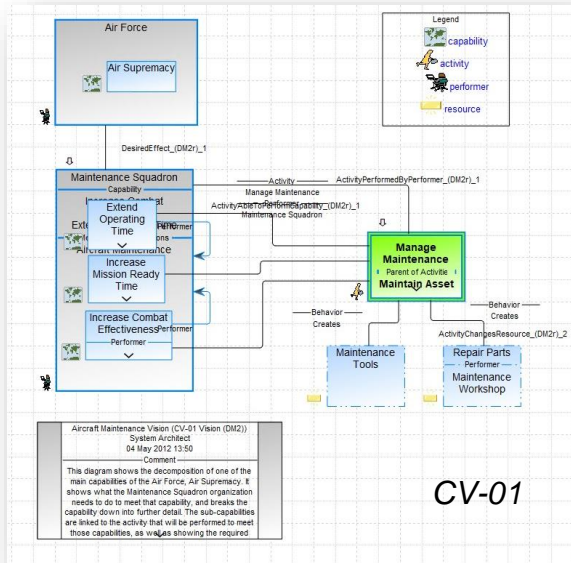 Air Force
Air Supremacy
Legend
capability
activity
performer
resource
DesiredEffect_(DM2r)_1
Maintenance Squadron
Capability
Extend
Operating
Time
Performer
Aircraft Maintenance
Increase
Mission Ready
Time
Increase Combat
Effectiveness
Performer
Performer
Activity
Manage Maintenance
Performer
Maintenance Squadron
ActivityPerformedByPerformer_(DM2r)_1
ActivityAbleToPerformCapability_(DM2r)_1
Manage
Maintenance
Parent of Activitie
Maintain Asset
Behavior
Creates
Behavior
Creates
ActivityChangesResource_(DM2r)_2
Maintenance
Tools
Repair Parts
Performer
Maintenance
Workshop
Aircraft Maintenance Vision (CV-01 Vision (DM2))
System Architect
04 May 2012 13:50
Comment
This diagram shows the decomposition of one of the
main capabilities of the Air Force, Air Supremacy. It
shows what the Maintenance Squadron organization
needs to do to meet that capability, and breaks the
capability down into further detail. The sub-capabilities
are linked to the activity that will be performed to meet
those capabilities, as well as showing the required
CV-01